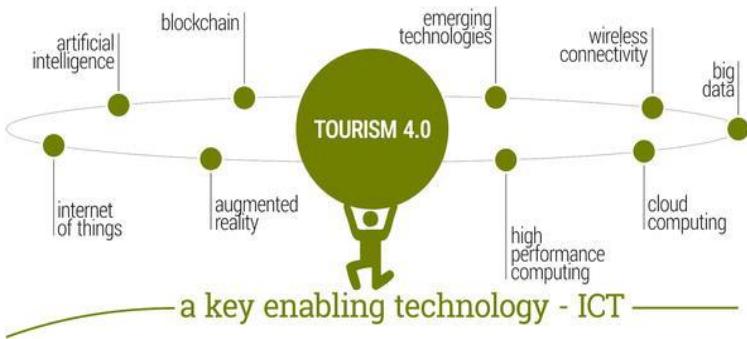 artificial
intelligence
blockchain
emerging
technologies
wireless
connectivity
big
data
TOURISM 4.0
internet
of things
augmented
reality
high
performance
computing
cloud
computing
a key enabling technology - ICT